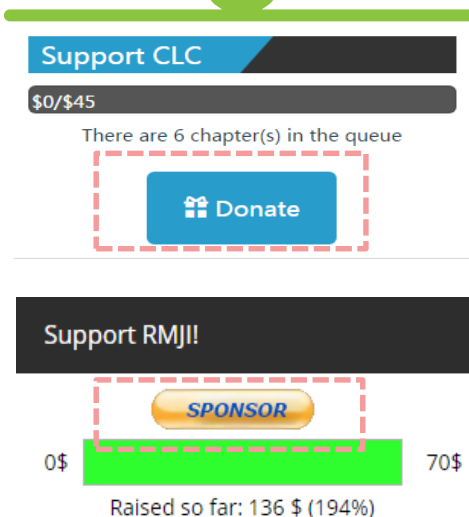 Support CLC
$0/$45
There are 6 chapter(s) in the queue
Donate
Support RMJI!
SPONSOR
0$ 70$
Raised so far: 136 $ (194%)